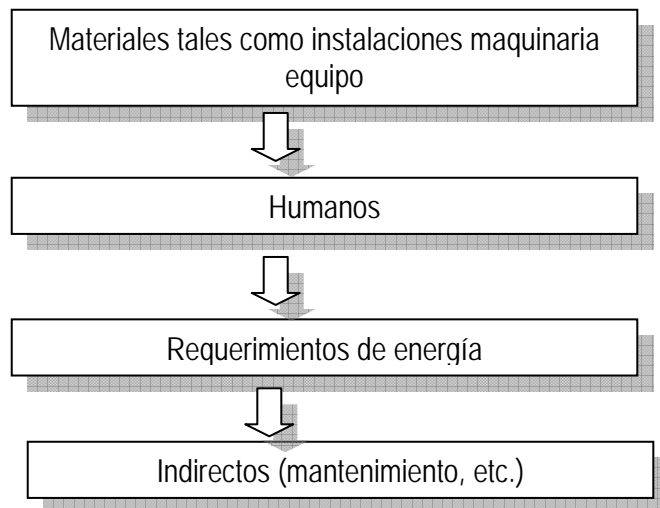 Materiales tales como instalaciones maquinaria
equipo
Humanos
Requerimientos de energía
Indirectos (mantenimiento, etc.)